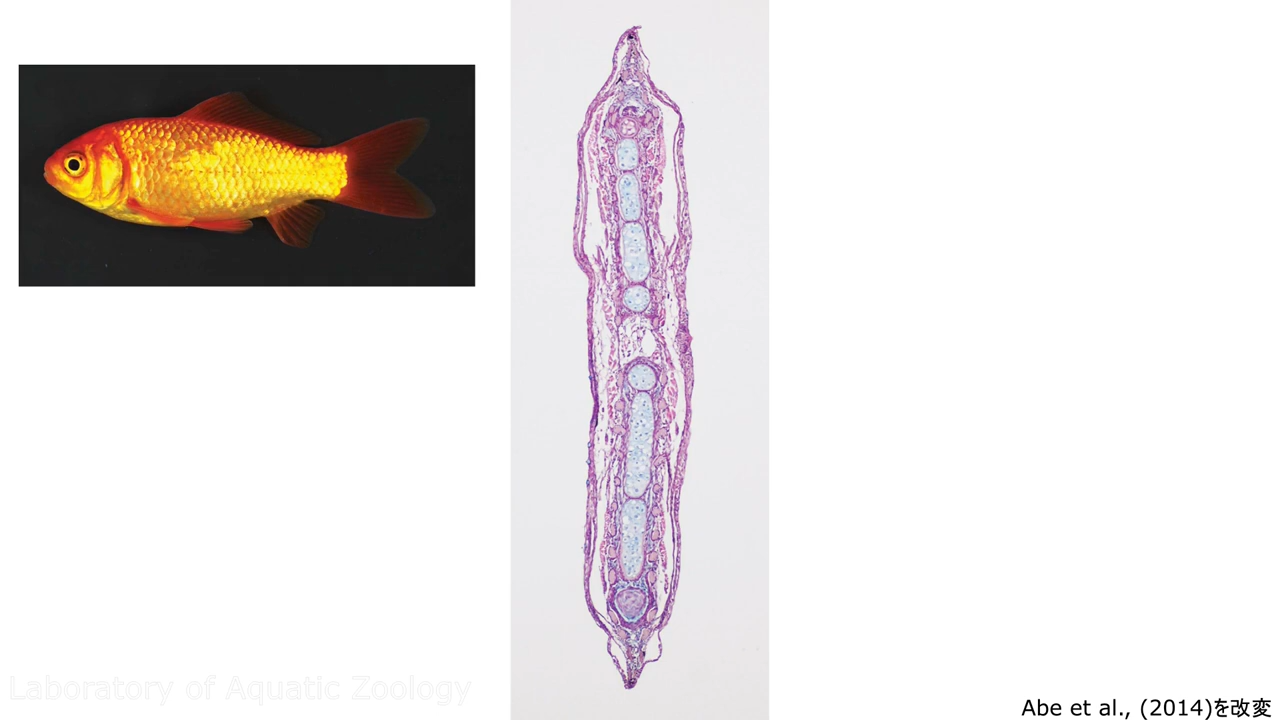 Laboratory of Aquatic Zoology
Abe et al., (2014)を改変